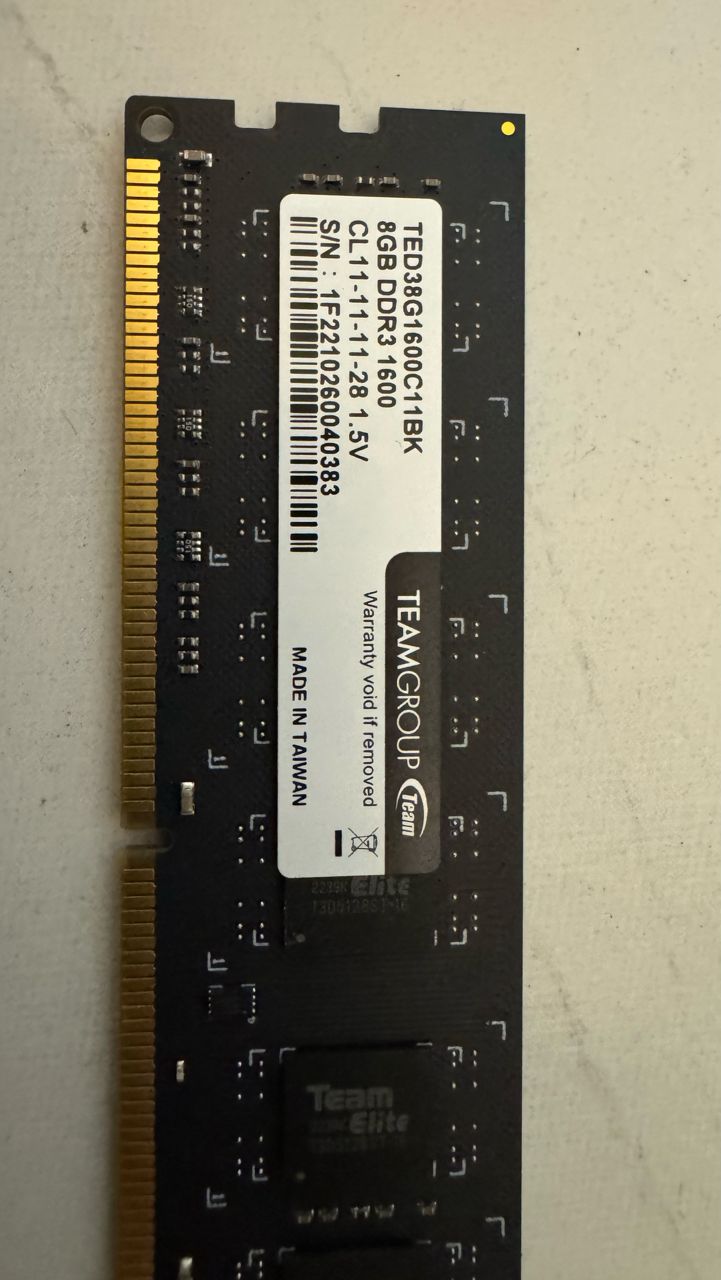 TED38G1600C11BK
8GB DDR3 1600
CL11-11-11-28 1.5V
S/N : 1F2210260040383
TEAMGROUP Team
Warranty void if removed
MADE IN TAIWAN
Elite
Team
Elite